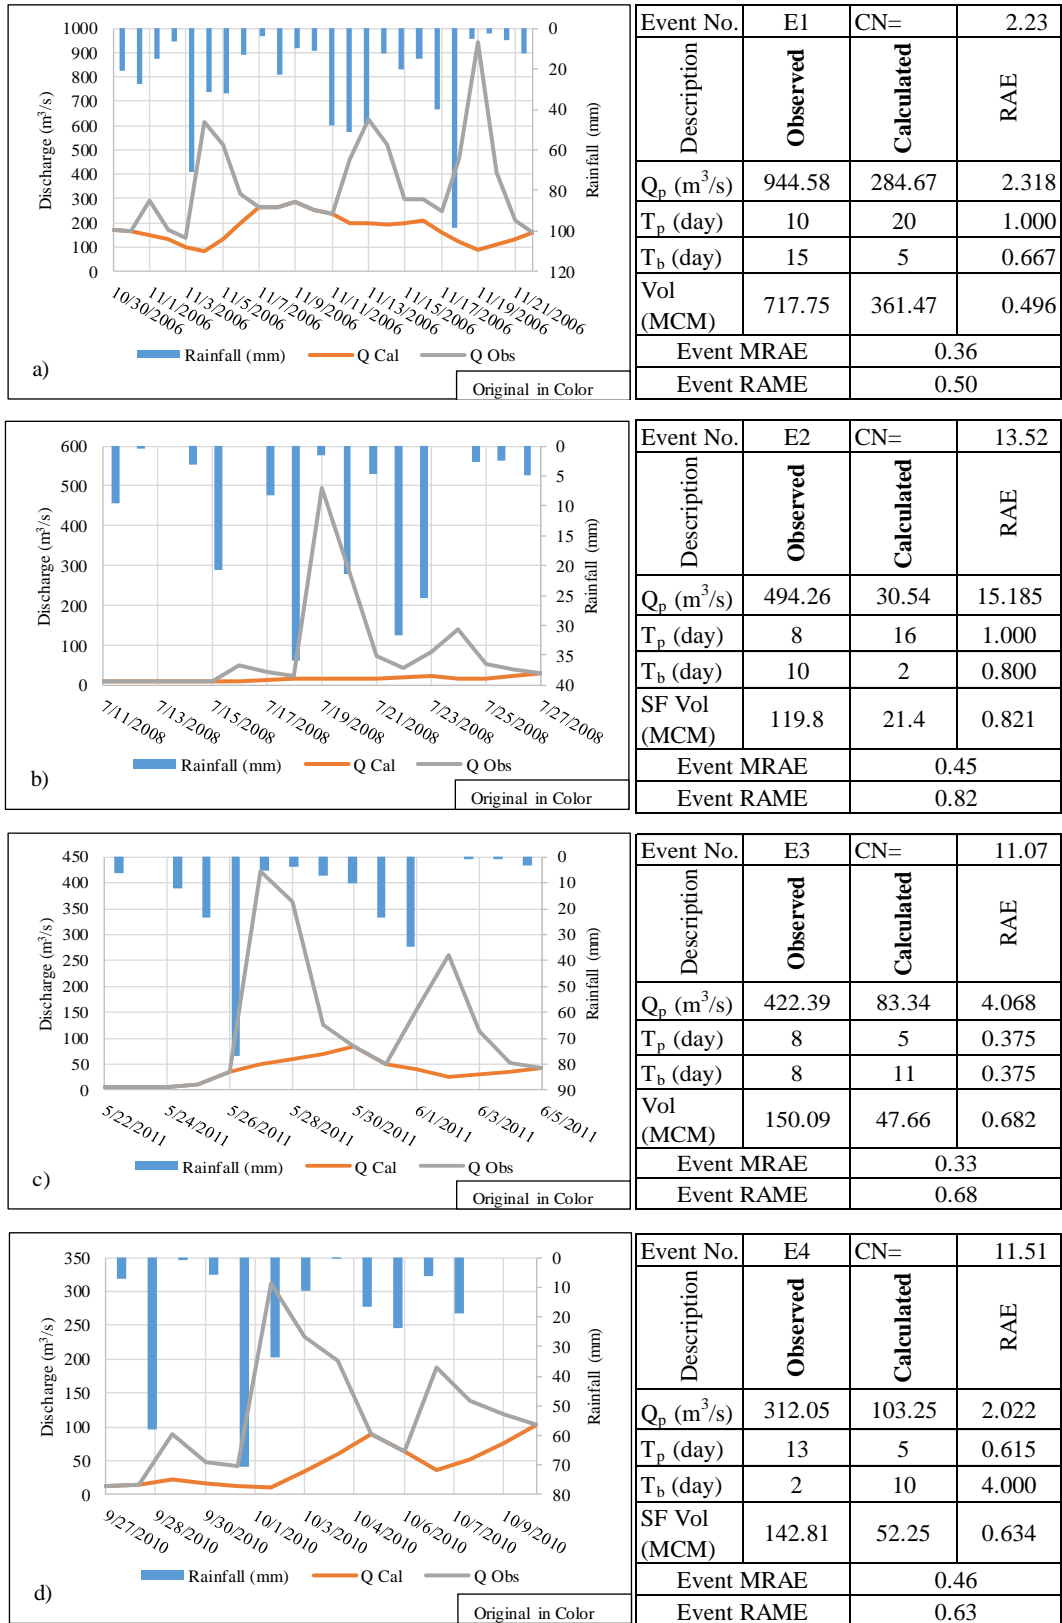 1000
900
800
700
600
500
400
300
200
100
0
Discharge (m³/s)
0
20
40
60
80
100
120
Rainfall (mm)
10/30/2006
11/1/2006
11/3/2006
11/5/2006
11/7/2006
11/9/2006
11/11/2006
11/13/2006
11/15/2006
11/17/2006
11/19/2006
11/21/2006
Rainfall (mm) Q Cal Q Obs
a)
Original in Color
Event No. E1 CN= 2.23
Description Observed Calculated RAE
Qp (m³/s) 944.58 284.67 2.318
Tp (day) 10 20 1.000
Tb (day) 15 5 0.667
Vol
(MCM) 717.75 361.47 0.496
Event MRAE 0.36
Event RAME 0.50
600
500
400
300
200
100
0
Discharge (m³/s)
0
5
10
15
20
25
30
35
40
Rainfall (mm)
7/11/2008
7/13/2008
7/15/2008
7/17/2008
7/19/2008
7/21/2008
7/23/2008
7/25/2008
7/27/2008
Rainfall (mm) Q Cal Q Obs
b)
Original in Color
Event No. E2 CN= 13.52
Description Observed Calculated RAE
Qp (m³/s) 494.26 30.54 15.185
Tp (day) 8 16 1.000
Tb (day) 10 2 0.800
SF Vol
(MCM) 119.8 21.4 0.821
Event MRAE 0.45
Event RAME 0.82
450
400
350
300
250
200
150
100
50
0
Discharge (m³/s)
0
10
20
30
40
50
60
70
80
90
Rainfall (mm)
5/22/2011
5/24/2011
5/26/2011
5/28/2011
5/30/2011
6/1/2011
6/3/2011
6/5/2011
Rainfall (mm) Q Cal Q Obs
c)
Original in Color
Event No. E3 CN= 11.07
Description Observed Calculated RAE
Qp (m³/s) 422.39 83.34 4.068
Tp (day) 8 5 0.375
Tb (day) 8 11 0.375
Vol
(MCM) 150.09 47.66 0.682
Event MRAE 0.33
Event RAME 0.68
350
300
250
200
150
100
50
0
Discharge (m³/s)
0
10
20
30
40
50
60
70
80
Rainfall (mm)
9/27/2010
9/28/2010
9/30/2010
10/1/2010
10/3/2010
10/4/2010
10/6/2010
10/7/2010
10/9/2010
Rainfall (mm) Q Cal Q Obs
d)
Original in Color
Event No. E4 CN= 11.51
Description Observed Calculated RAE
Qp (m³/s) 312.05 103.25 2.022
Tp (day) 13 5 0.615
Tb (day) 2 10 4.000
SF Vol
(MCM) 142.81 52.25 0.634
Event MRAE 0.46
Event RAME 0.63